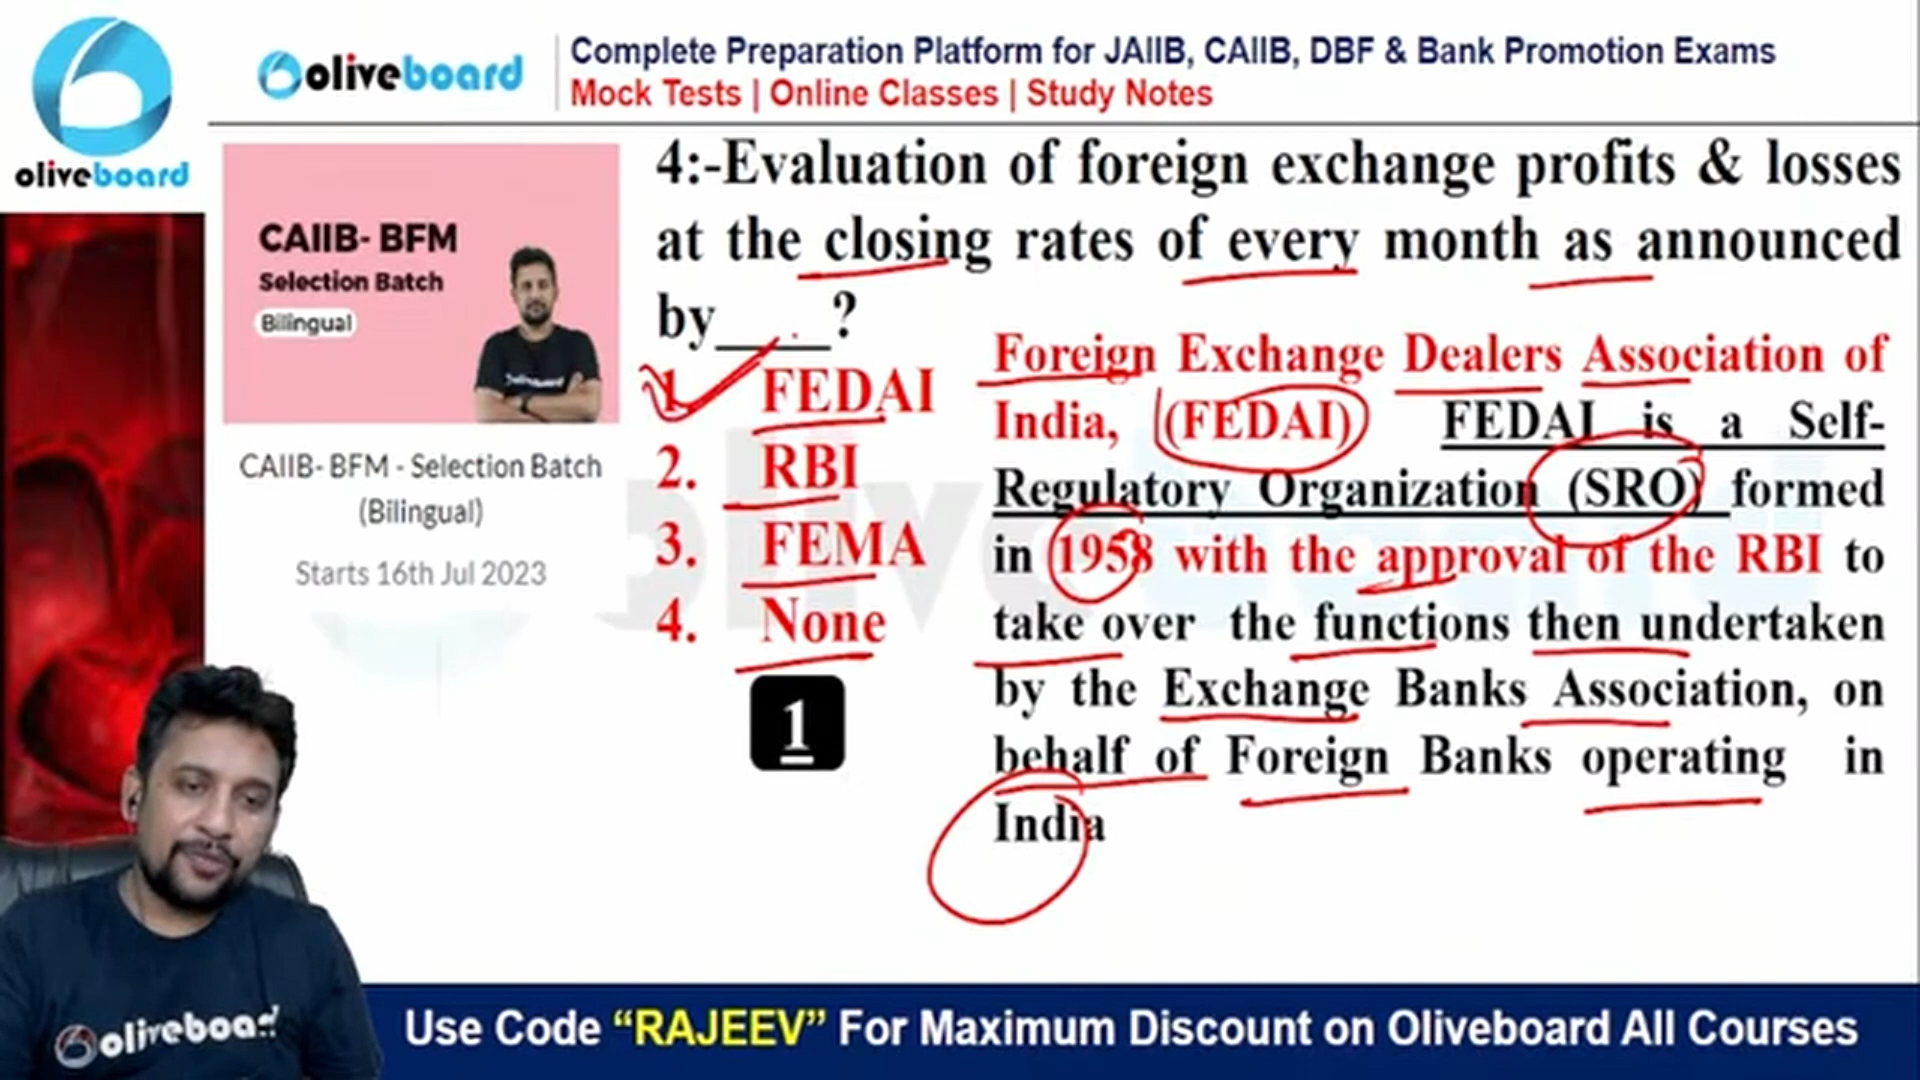 oliveboard
oliveboard
Complete Preparation Platform for JAIIB, CAIIB, DBF & Bank Promotion Exams
Mock Tests | Online Classes | Study Notes
CAIIB- BFM
Selection Batch
Bilingual
CAIIB- BFM - Selection Batch
(Bilingual)
Starts 16th Jul 2023
4:-Evaluation of foreign exchange profits & losses
at the closing rates of every month as announced
by____?
1. FEDAI
2. RBI
3. FEMA
4. None
1
Foreign Exchange Dealers Association of
India, (FEDAI) FEDAI is a Self-
Regulatory Organization (SRO) formed
in 1958 with the approval of the RBI to
take over the functions then undertaken
by the Exchange Banks Association, on
behalf of Foreign Banks operating in
India
oliveboard
Use Code “RAJEEV” For Maximum Discount on Oliveboard All Courses